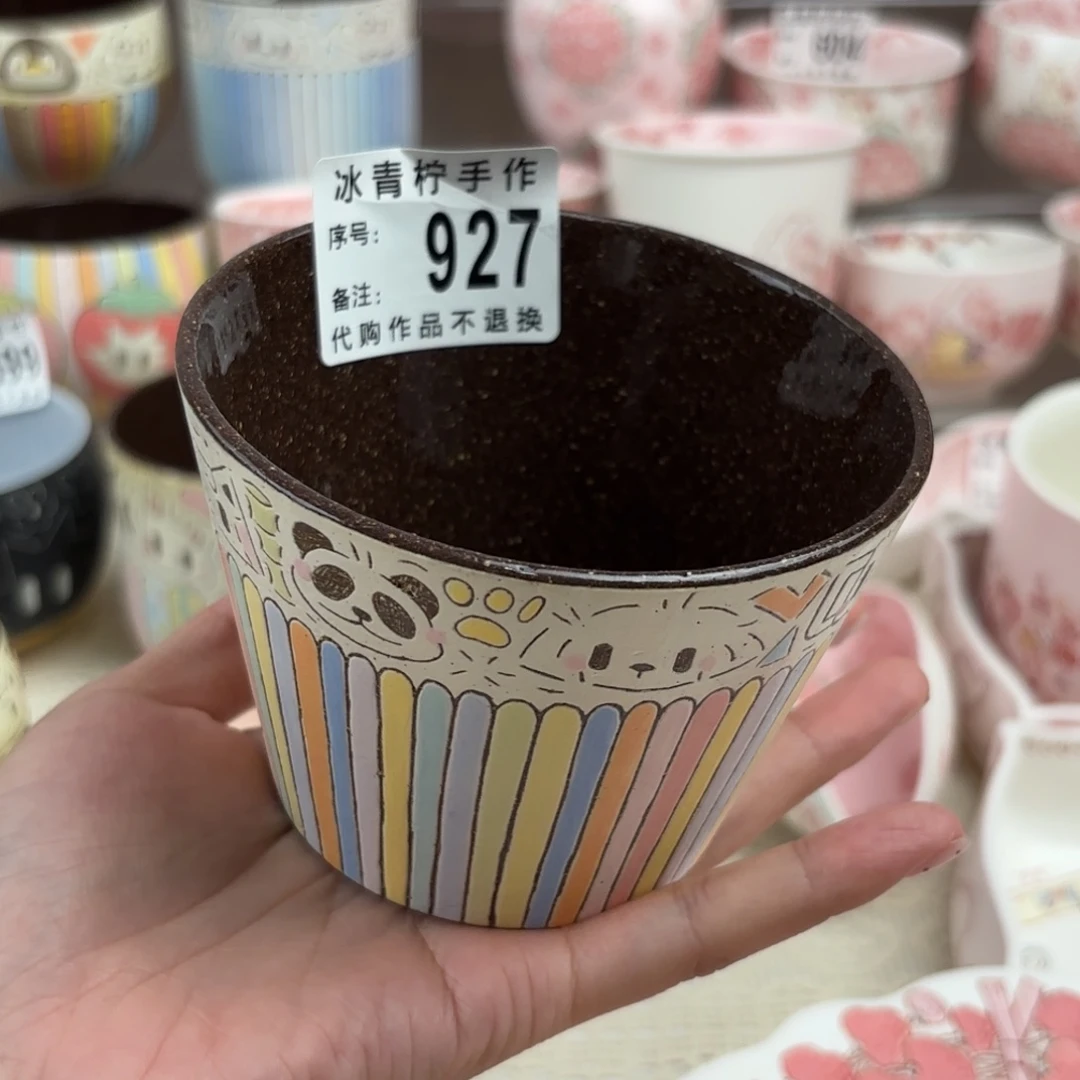 冰青柠手作
序号: 927
备注:
代购作品不退换